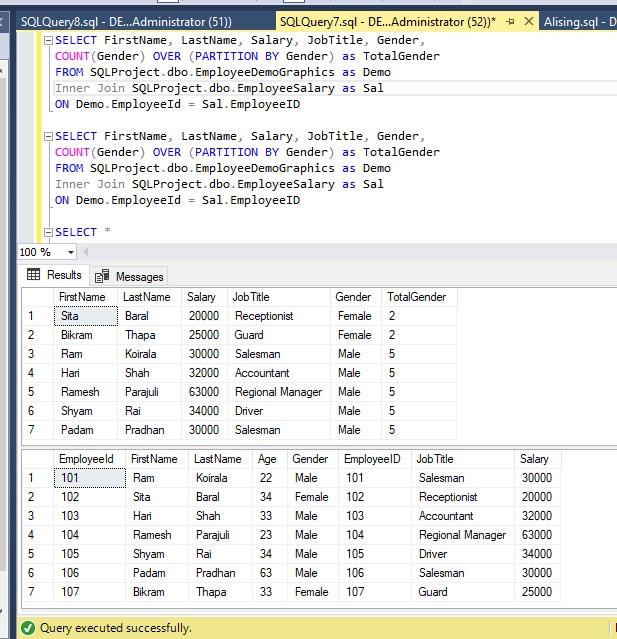 SQLQuery8.sql - DE...Administrator (51)) SQLQuery7.sql - DE...Administrator (52))* Alising.sql - D
SELECT FirstName, LastName, Salary, JobTitle, Gender,
COUNT(Gender) OVER (PARTITION BY Gender) as TotalGender
FROM SQLProject.dbo.EmployeeDemoGraphics as Demo
Inner Join SQLProject.dbo.EmployeeSalary as Sal
ON Demo.EmployeeId = Sal.EmployeeID
SELECT FirstName, LastName, Salary, JobTitle, Gender,
COUNT(Gender) OVER (PARTITION BY Gender) as TotalGender
FROM SQLProject.dbo.EmployeeDemoGraphics as Demo
Inner Join SQLProject.dbo.EmployeeSalary as Sal
ON Demo.EmployeeId = Sal.EmployeeID
SELECT *
100 %
Results Messages
FirstName LastName Salary JobTitle Gender TotalGender
1 Sita Baral 20000 Receptionist Female 2
2 Bikram Thapa 25000 Guard Female 2
3 Ram Koirala 30000 Salesman Male 5
4 Hari Shah 32000 Accountant Male 5
5 Ramesh Parajuli 63000 Regional Manager Male 5
6 Shyam Rai 34000 Driver Male 5
7 Padam Pradhan 30000 Salesman Male 5
EmployeeId FirstName LastName Age Gender EmployeeID JobTitle Salary
1 101 Ram Koirala 22 Male 101 Salesman 30000
2 102 Sita Baral 34 Female 102 Receptionist 20000
3 103 Hari Shah 33 Male 103 Accountant 32000
4 104 Ramesh Parajuli 23 Male 104 Regional Manager 63000
5 105 Shyam Rai 34 Male 105 Driver 34000
6 106 Padam Pradhan 63 Male 106 Salesman 30000
7 107 Bikram Thapa 33 Female 107 Guard 25000
Query executed successfully.